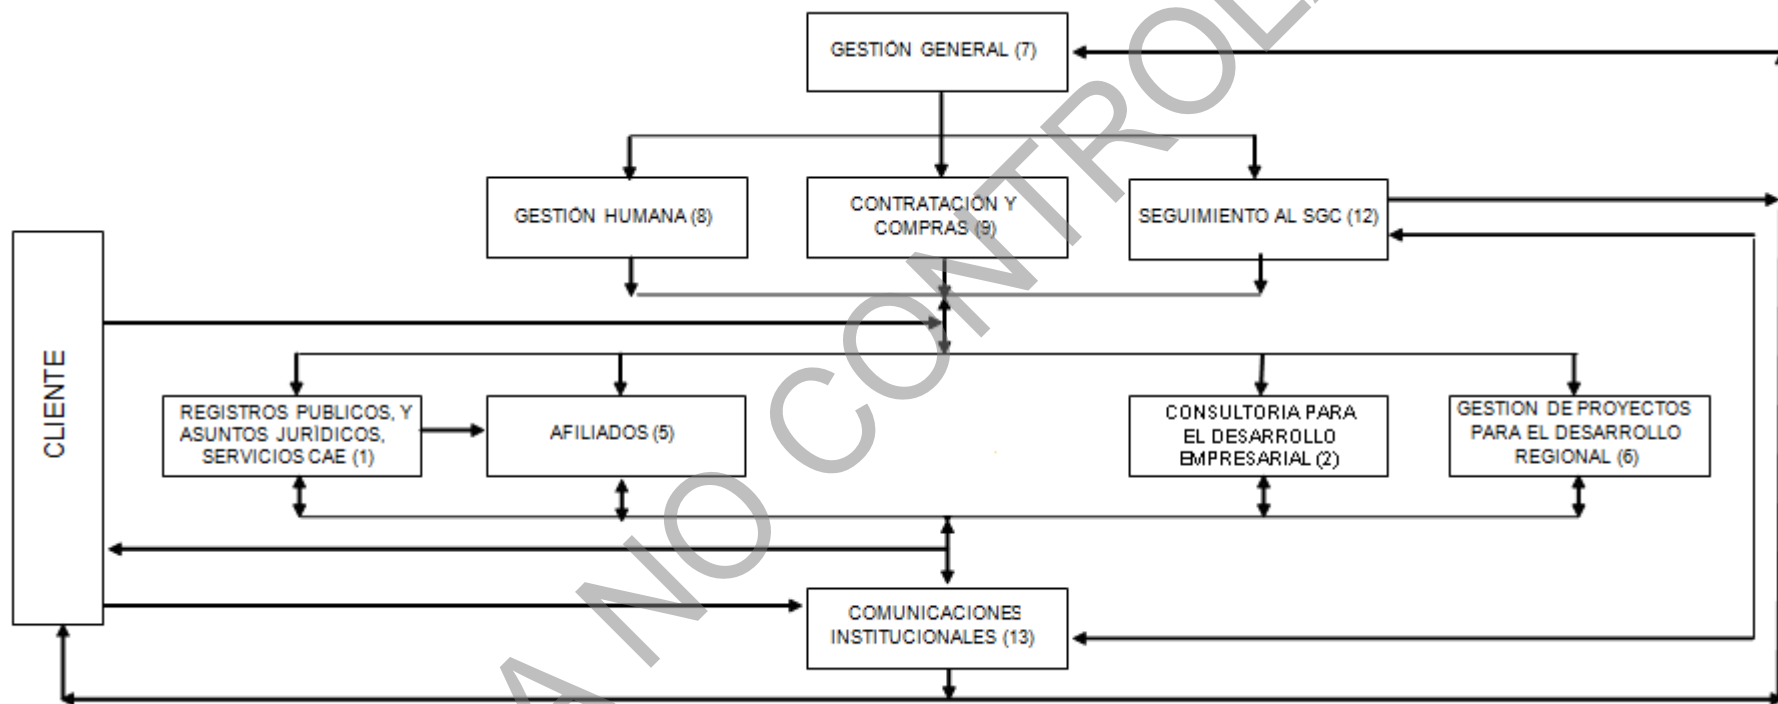 GESTIÓN GENERAL (7)
GESTIÓN HUMANA (8)
CONTRATACIÓN Y
COMPRAS (9)
SEGUIMIENTO AL SGC (12)
CLIENTE
REGISTROS PUBLICOS, Y
ASUNTOS JURÍDICOS,
SERVICIOS CAE (1)
AFILIADOS (5)
CONSULTORIA PARA
EL DESARROLLO
EMPRESARIAL (2)
GESTION DE PROYECTOS
PARA EL DESARROLLO
REGIONAL (6)
COMUNICACIONES
INSTITUCIONALES (13)
A NO CONTROL